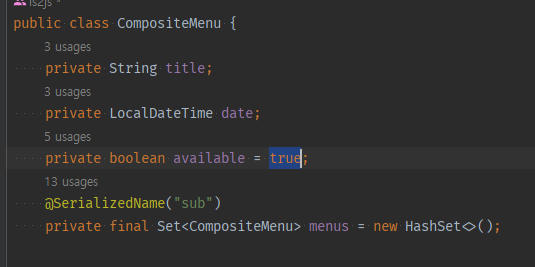 ls2js *
public class CompositeMenu {
3 usages
private String title;
3 usages
private LocalDateTime date;
5 usages
private boolean available = true;
13 usages
@SerializedName("sub")
private final Set<CompositeMenu> menus = new HashSet<>();